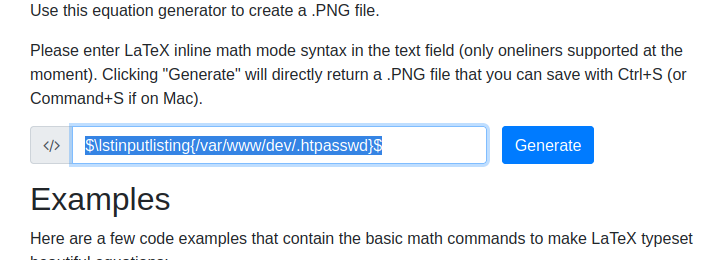 Use this equation generator to create a .PNG file.
Please enter LaTeX inline math mode syntax in the text field (only oneliners supported at the
moment). Clicking "Generate" will directly return a .PNG file that you can save with Ctrl+S (or
Command+S if on Mac).
</> $\lstinputlisting{/var/www/dev/.htpasswd}$ Generate
Examples
Here are a few code examples that contain the basic math commands to make LaTeX typeset
beautiful equations: